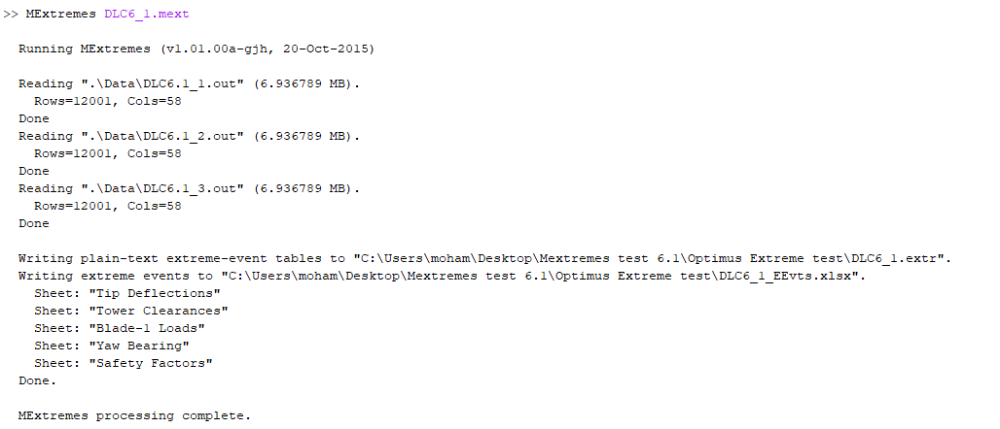 >> MExtremes DLC6_1.mext
Running MExtremes (v1.01.00a-gjh, 20-Oct-2015)
Reading ".\Data\DLC6.1_1.out" (6.936789 MB).
Rows=12001, Cols=58
Done
Reading ".\Data\DLC6.1_2.out" (6.936789 MB).
Rows=12001, Cols=58
Done
Reading ".\Data\DLC6.1_3.out" (6.936789 MB).
Rows=12001, Cols=58
Done
Writing plain-text extreme-event tables to "C:\Users\moham\Desktop\Mextremes test 6.1\Optimus Extreme test\DLC6_1.extr".
Writing extreme events to "C:\Users\moham\Desktop\Mextremes test 6.1\Optimus Extreme test\DLC6_1_EEvts.xlsx".
Sheet: "Tip Deflections"
Sheet: "Tower Clearances"
Sheet: "Blade-1 Loads"
Sheet: "Yaw Bearing"
Sheet: "Safety Factors"
Done.
MExtremes processing complete.